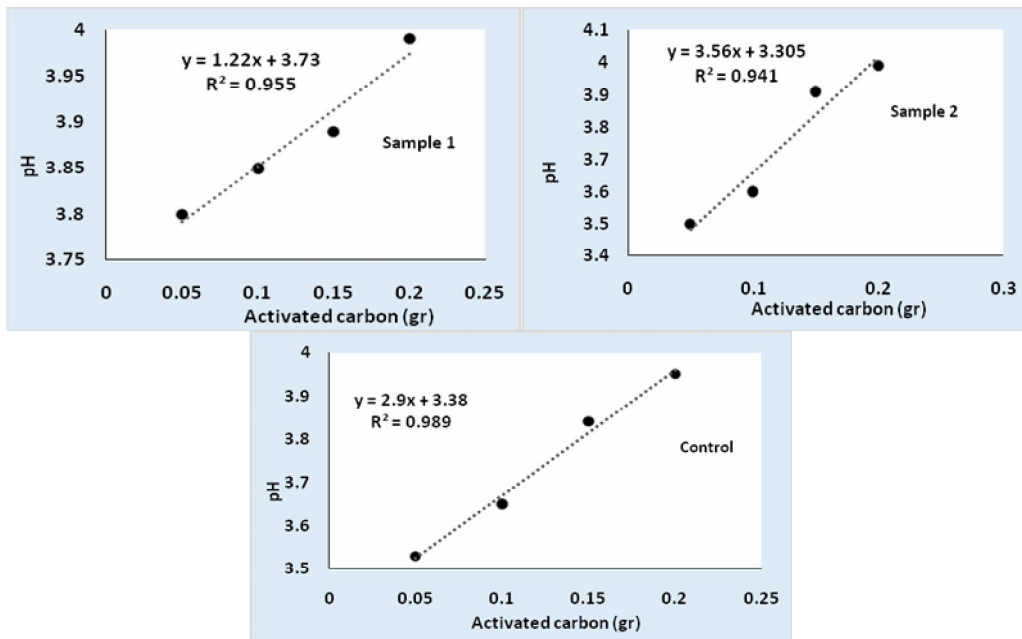 4
3.95
3.9
3.85
3.8
3.75
pH
y = 1.22x + 3.73
R² = 0.955
Sample 1
0 0.05 0.1 0.15 0.2 0.25
Activated carbon (gr)
4.1
4
3.9
3.8
3.7
3.6
3.5
3.4
pH
y = 3.56x + 3.305
R² = 0.941
Sample 2
0 0.1 0.2 0.3
Activated carbon (gr)
4
3.9
3.8
3.7
3.6
3.5
pH
y = 2.9x + 3.38
R² = 0.989
Control
0 0.05 0.1 0.15 0.2 0.25
Activated carbon (gr)